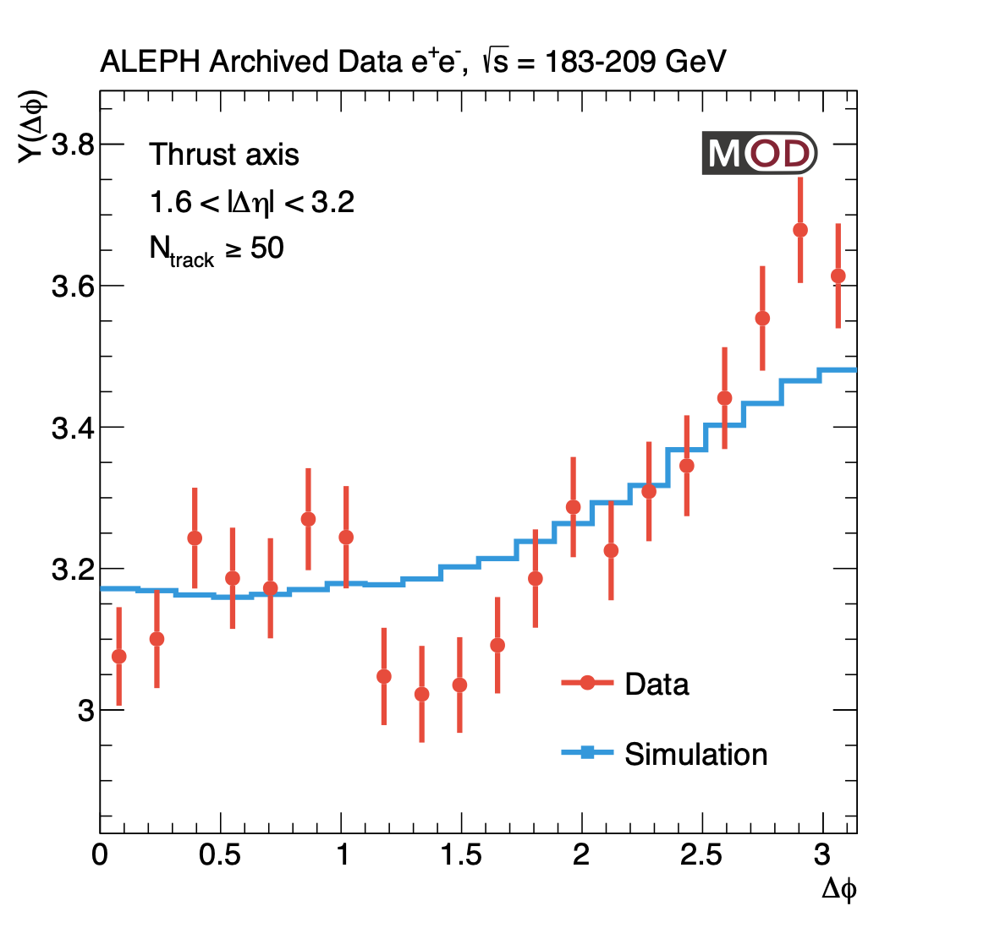 ALEPH Archived Data e⁺e⁻, √s = 183-209 GeV
Y(Δϕ)
3.8
3.6
3.4
3.2
3
Thrust axis
1.6 < |Δη| < 3.2
N_track ≥ 50
MOD
Data
Simulation
0 0.5 1 1.5 2 2.5 3
Δϕ